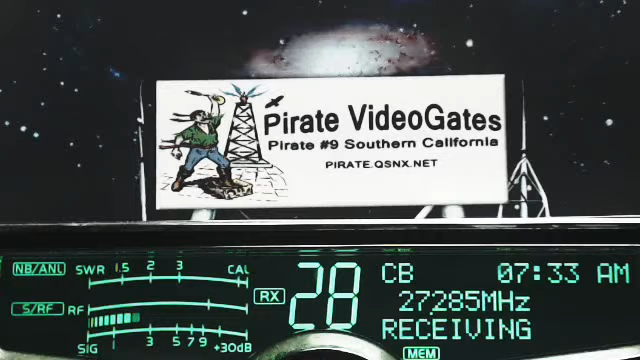 Pirate VideoGates
Pirate #9 Southern California
PIRATE.QSNX.NET
NB/ANL SWR 1.5 2 3 CAL
S/RF RF
SIG 1 3 5 7 9 +30dB
RX 28
CB 07:33 AM
27285MHz
RECEIVING
MEM